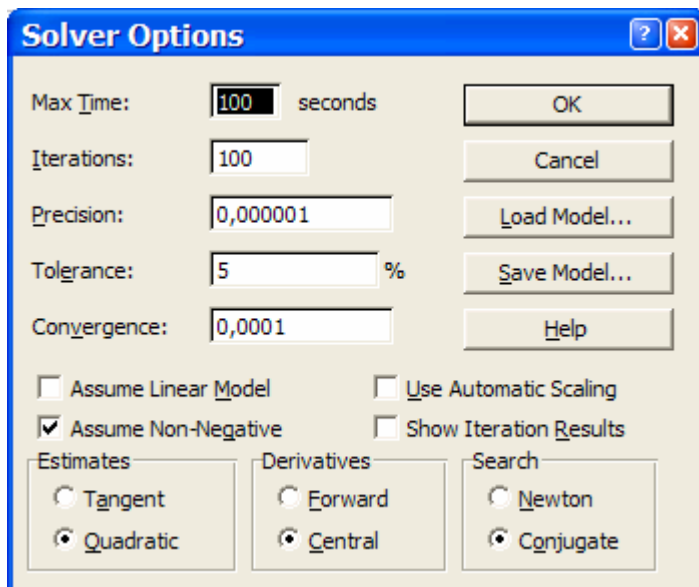 Solver Options
Max Time: 100 seconds OK
Iterations: 100 Cancel
Precision: 0,000001 Load Model...
Tolerance: 5 % Save Model...
Convergence: 0,0001 Help
Assume Linear Model Use Automatic Scaling
Assume Non-Negative Show Iteration Results
Estimates Derivatives Search
Tangent Forward Newton
Quadratic Central Conjugate